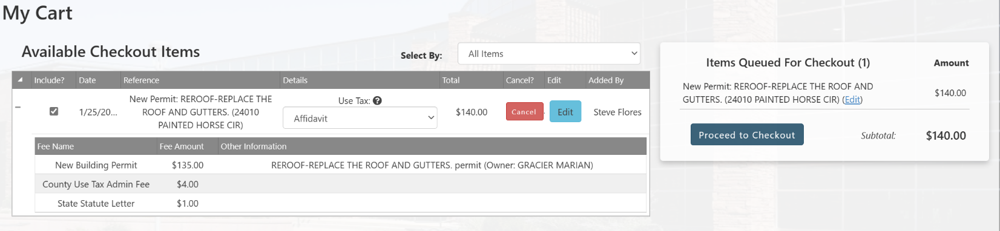 My Cart
Available Checkout Items
Select By: All Items
Include? Date Reference Details Total Cancel? Edit Added By
1/25/20... New Permit: REROOF-REPLACE THE
ROOF AND GUTTERS. (24010
PAINTED HORSE CIR)
Use Tax:
Affidavit
$140.00 Cancel Edit Steve Flores
Fee Name Fee Amount Other Information
New Building Permit $135.00 REROOF-REPLACE THE ROOF AND GUTTERS. permit (Owner: GRACIER MARIAN)
County Use Tax Admin Fee $4.00
State Statute Letter $1.00
Items Queued For Checkout (1) Amount
New Permit: REROOF-REPLACE THE ROOF AND
GUTTERS. (24010 PAINTED HORSE CIR) (Edit) $140.00
Proceed to Checkout Subtotal: $140.00